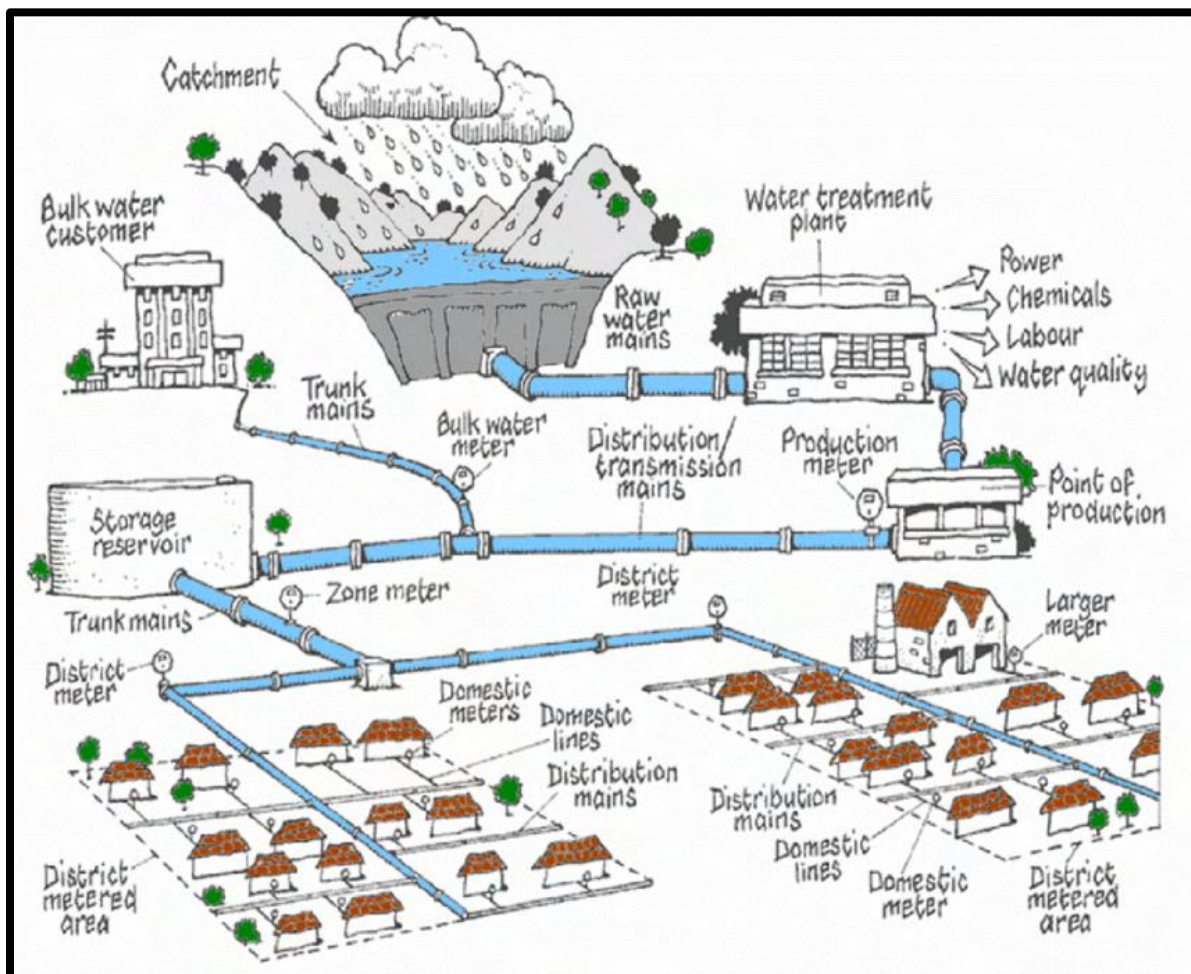 Catchment
Bulk water
customer
Water treatment
plant
Power
Chemicals
Labour
Water quality
Raw
water
mains
Trunk
mains
Bulk water
meter
Distribution
transmission
mains
Production
meter
Point of
production
Storage
reservoir
Zone meter
District
meter
Larger
meter
Trunk mains
District
meter
Domestic
meters
Domestic
lines
Distribution
mains
Distribution
mains
Domestic
lines
Domestic
meter
District
metered
area
District
metered
area